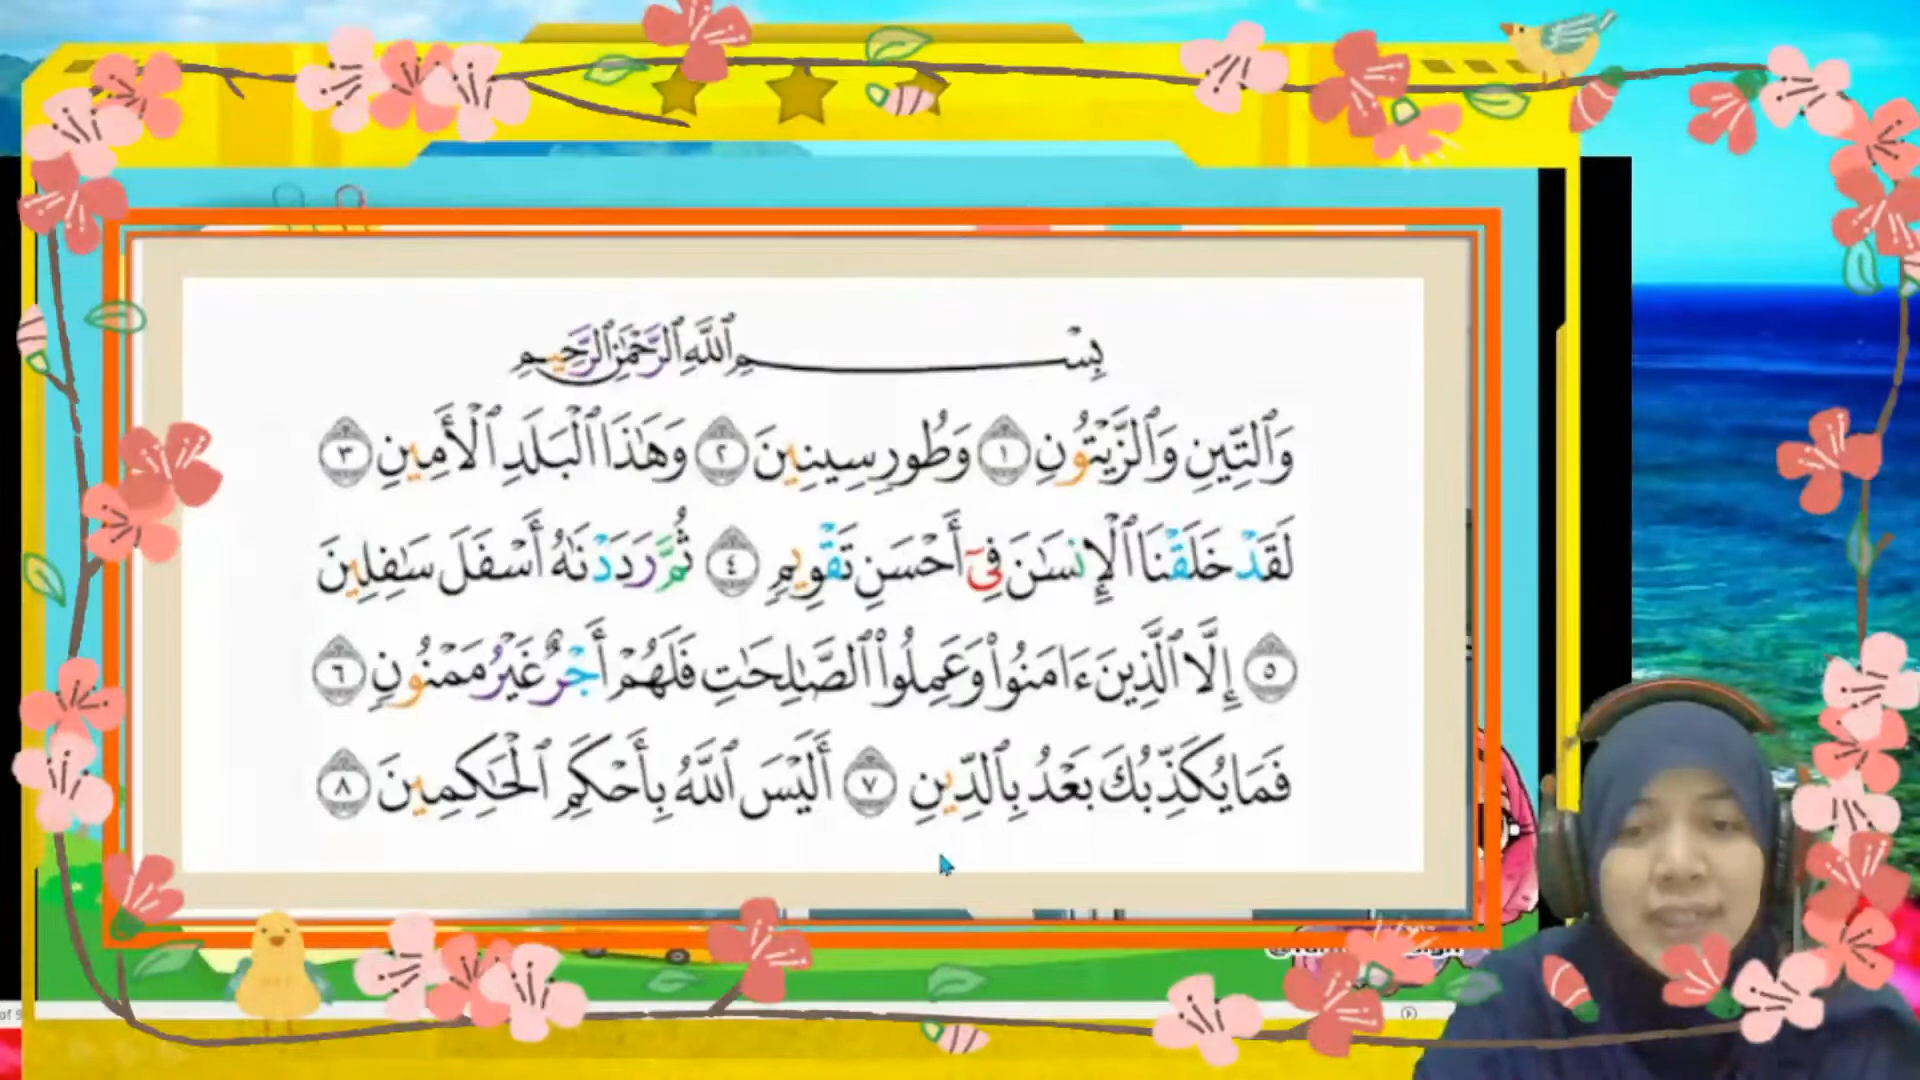 بِسْمِ ٱللَّهِ ٱلرَّحْمَٰنِ ٱلرَّحِيمِ
وَٱلتِّينِ وَٱلزَّيْتُونِ ١ وَطُورِ سِينِينَ ٢ وَهَٰذَا ٱلْبَلَدِ ٱلْأَمِينِ ٣
لَقَدْ خَلَقْنَا ٱلْإِنسَٰنَ فِىٓ أَحْسَنِ تَقْوِيمٍ ٤ ثُمَّ رَدَدْنَٰهُ أَسْفَلَ سَٰفِلِينَ
٥ إِلَّا ٱلَّذِينَ ءَامَنُوا۟ وَعَمِلُوا۟ ٱلصَّٰلِحَٰتِ فَلَهُمْ أَجْرٌ غَيْرُ مَمْنُونٍ ٦
فَمَا يُكَذِّبُكَ بَعْدُ بِٱلدِّينِ ٧ أَلَيْسَ ٱللَّهُ بِأَحْكَمِ ٱلْحَٰكِمِينَ ٨
of 9